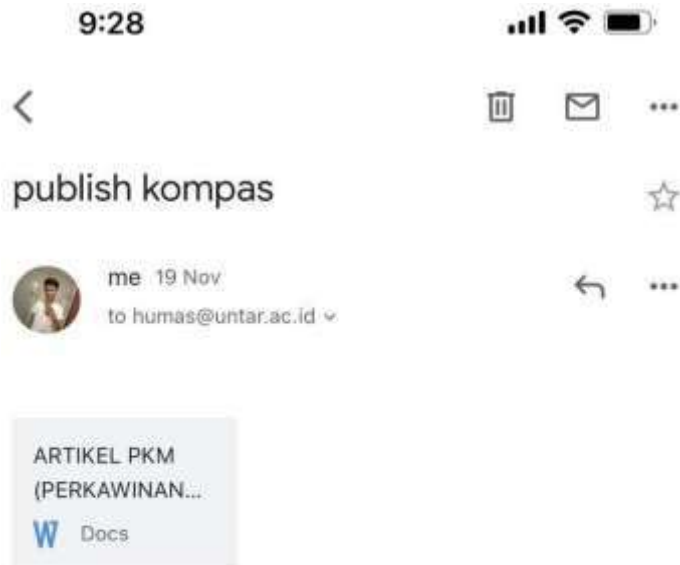 9:28
publish kompas
me 19 Nov
to humas@untar.ac.id
ARTIKEL PKM
(PERKAWINAN...
W Docs